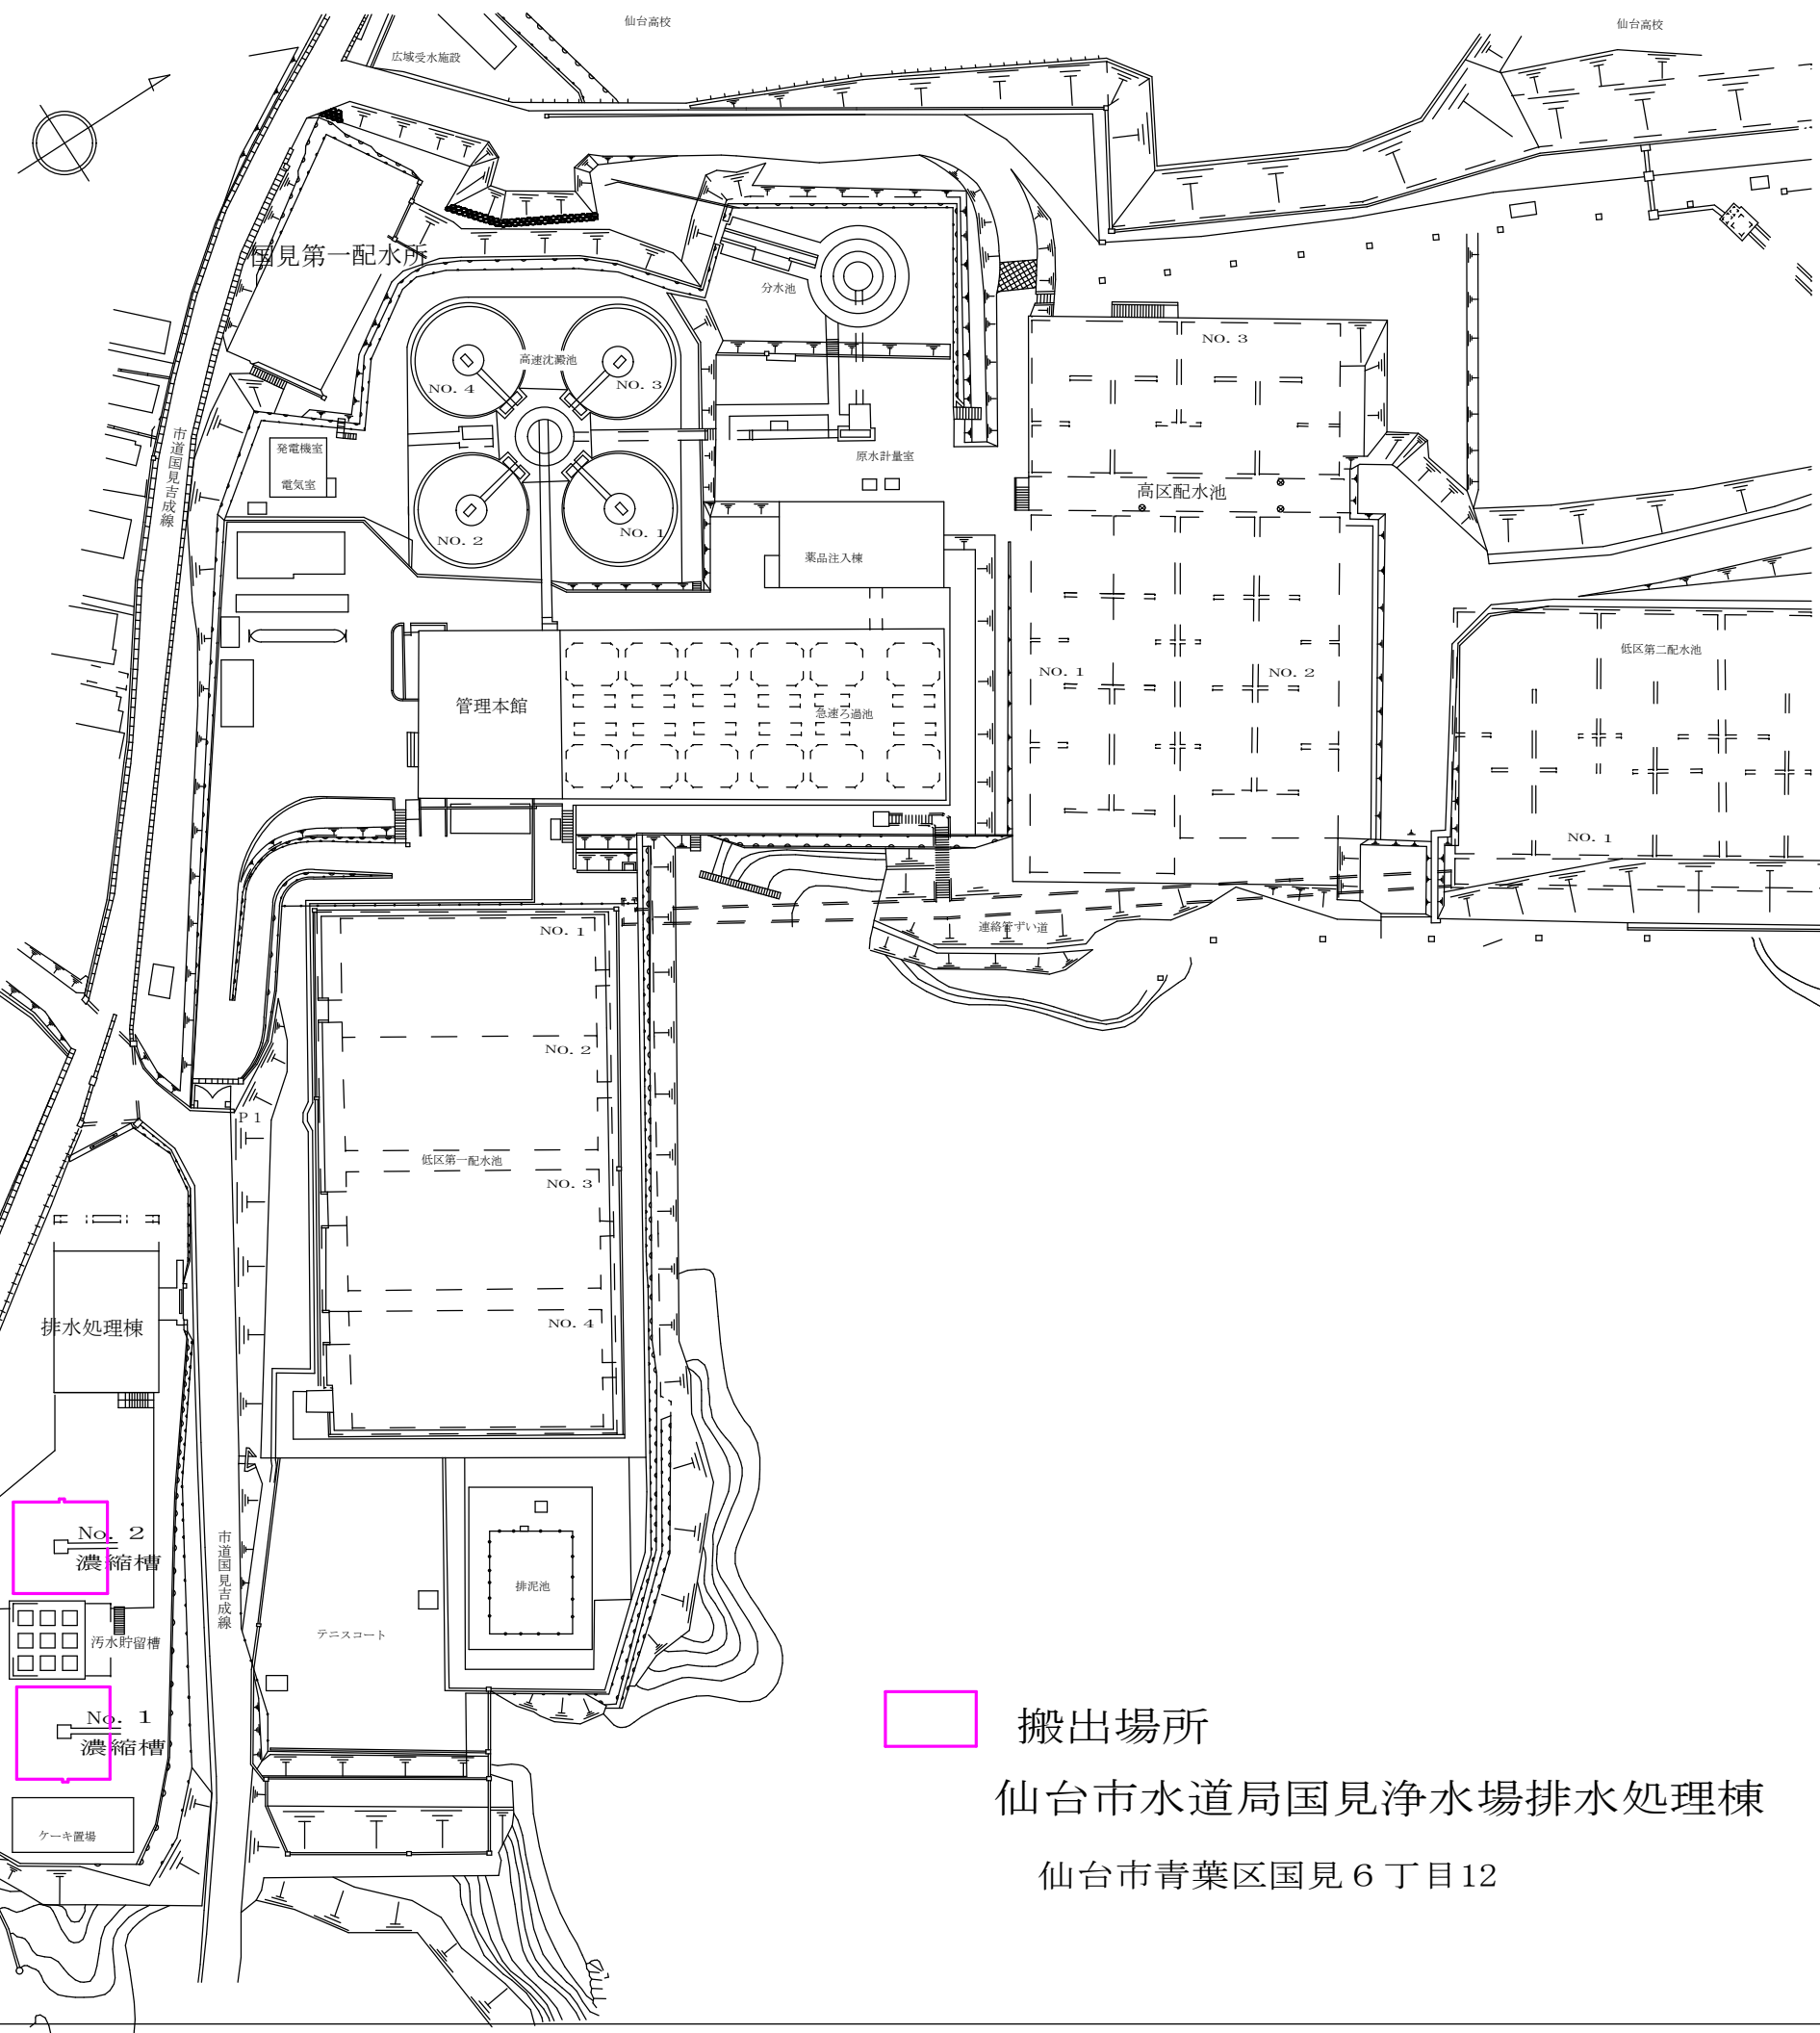 仙台高校
仙台高校
広域受水施設
国見第一配水所
分水池
高速沈澱池
NO. 4
NO. 3
NO. 2
NO. 1
発電機室
電気室
市道国見吉成線
原水計量室
薬品注入棟
NO. 3
高区配水池
NO. 1
NO. 2
低区第二配水池
NO. 1
管理本館
急速ろ過池
連絡管ずい道
NO. 1
NO. 2
低区第一配水池
NO. 3
NO. 4
P 1
排水処理棟
No. 2
濃縮槽
市道国見吉成線
汚水貯留槽
No. 1
濃縮槽
ケーキ置場
テニスコート
排泥池
搬出場所
仙台市水道局国見浄水場排水処理棟
仙台市青葉区国見6丁目12